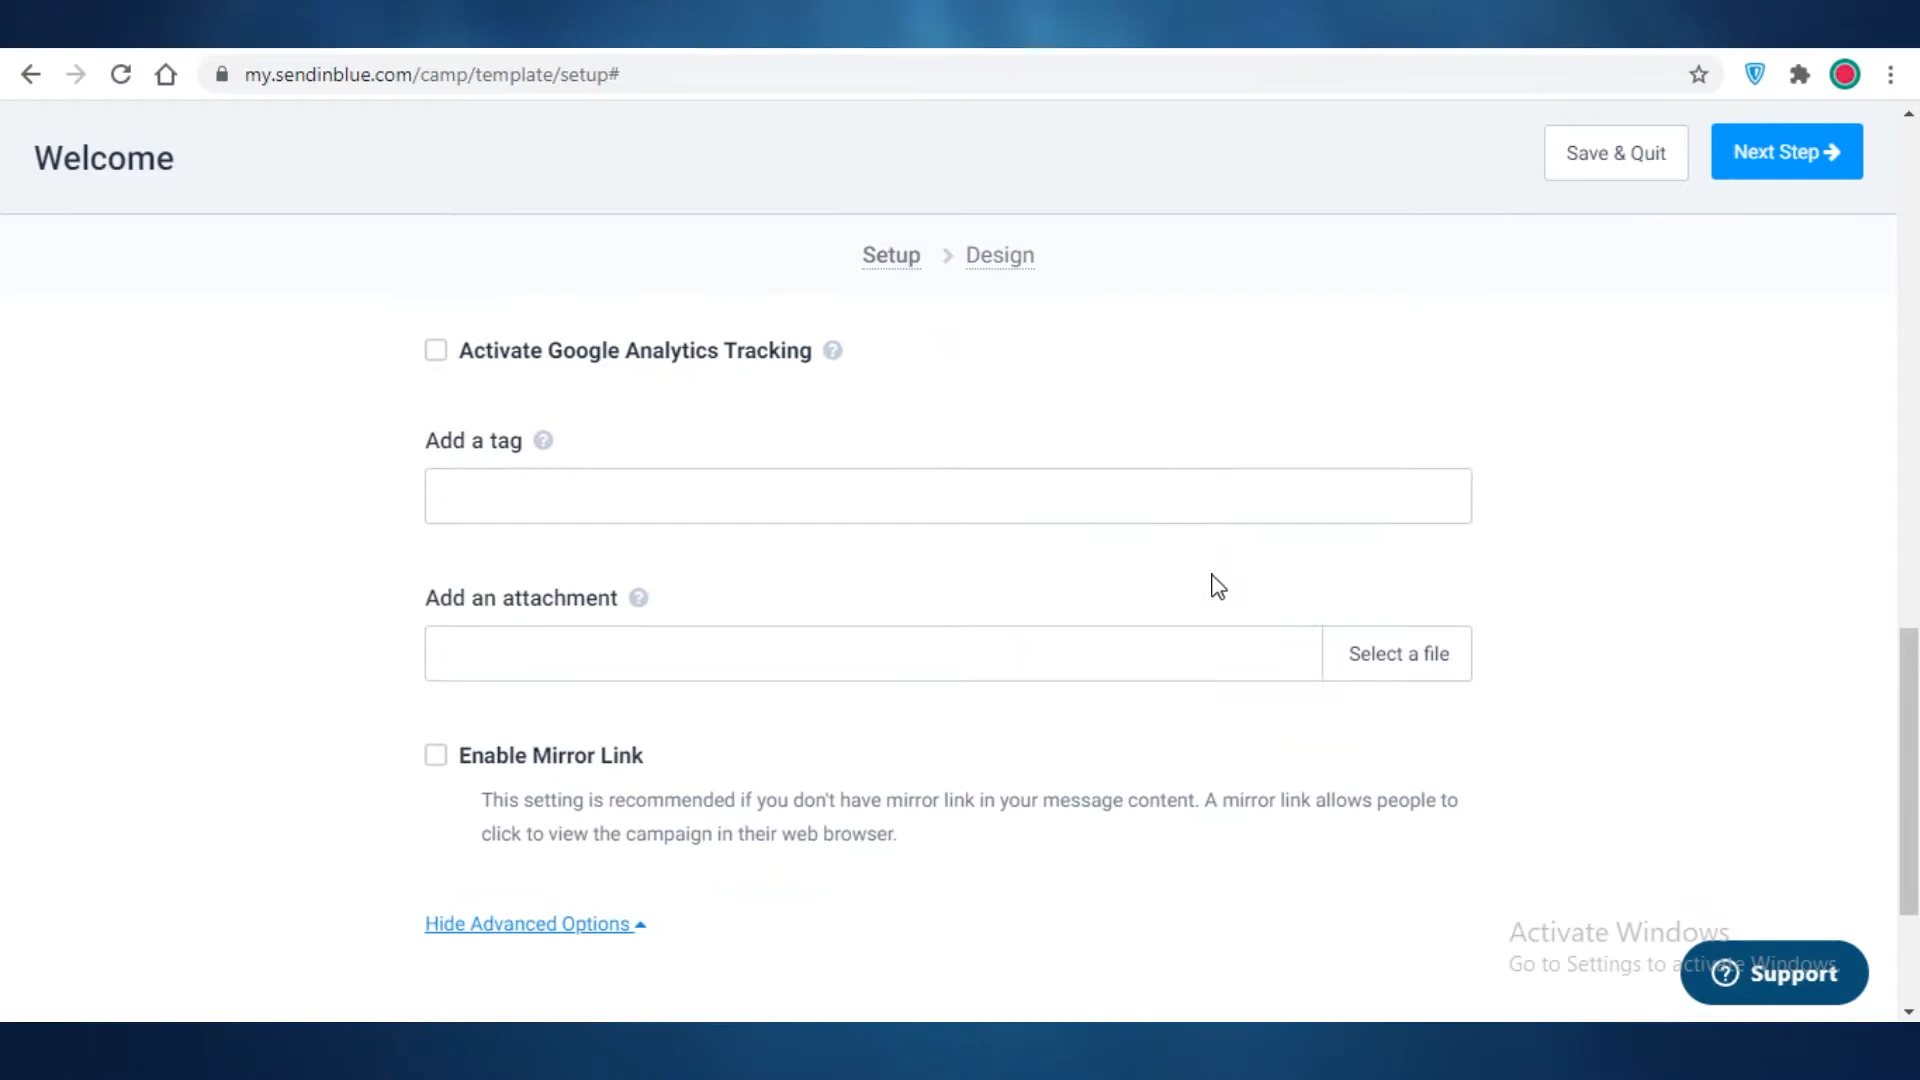 my.sendinblue.com/camp/template/setup#
Welcome
Save & Quit
Next Step
Setup
Design
Activate Google Analytics Tracking
Add a tag
Add an attachment
Select a file
Enable Mirror Link
This setting is recommended if you don't have mirror link in your message content. A mirror link allows people to
click to view the campaign in their web browser.
Hide Advanced Options
Activate Windows
Go to Settings to activate Windows.
Support